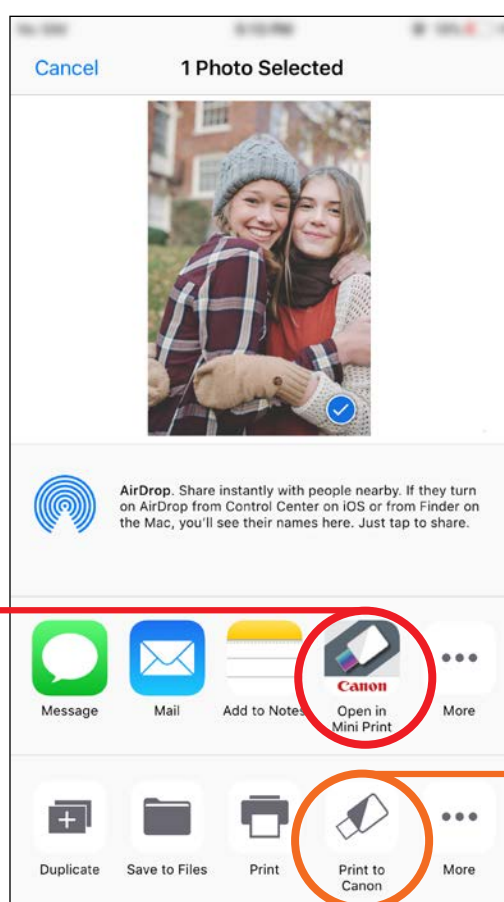 Cancel 1 Photo Selected
AirDrop. Share instantly with people nearby. If they turn
on AirDrop from Control Center on iOS or from Finder on
the Mac, you'll see their names here. Just tap to share.
Canon
Message Mail Add to Notes Open in More
Mini Print
Duplicate Save to Files Print Print to More
Canon